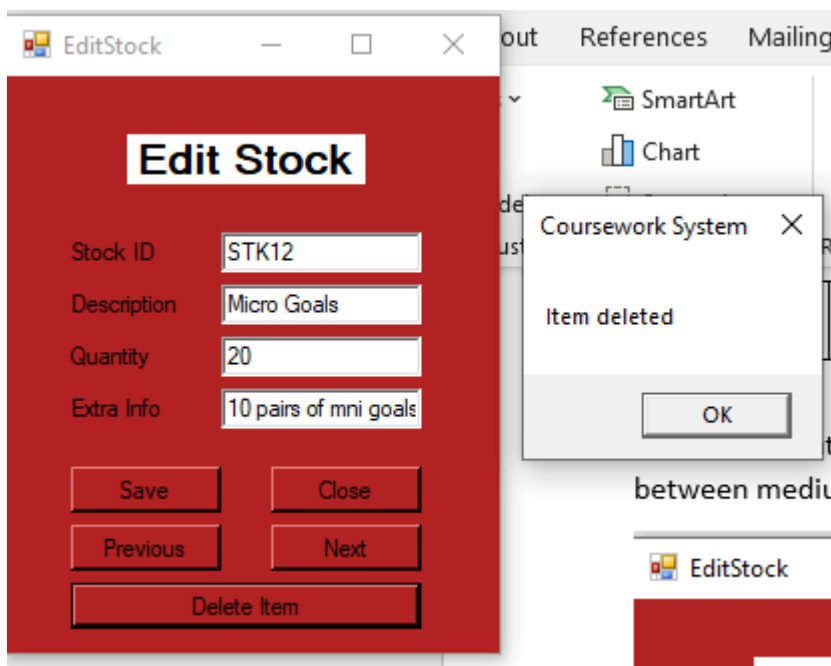 EditStock
out References Mailing
SmartArt
Chart
Edit Stock
Coursework System
Stock ID STK12
Description Micro Goals
Item deleted
Quantity 20
Extra Info 10 pairs of mni goals
OK
Save Close
between mediu
Previous Next
EditStock
Delete Item